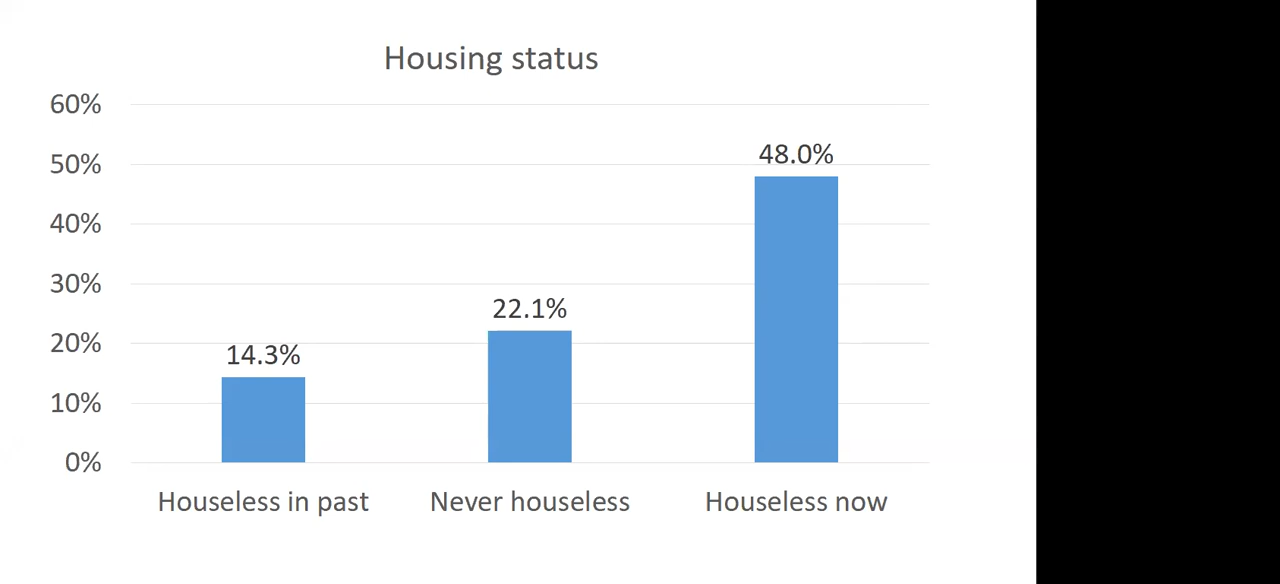 Housing status
60%
50%
40%
30%
20%
10%
0%
14.3%
22.1%
48.0%
Houseless in past
Never houseless
Houseless now